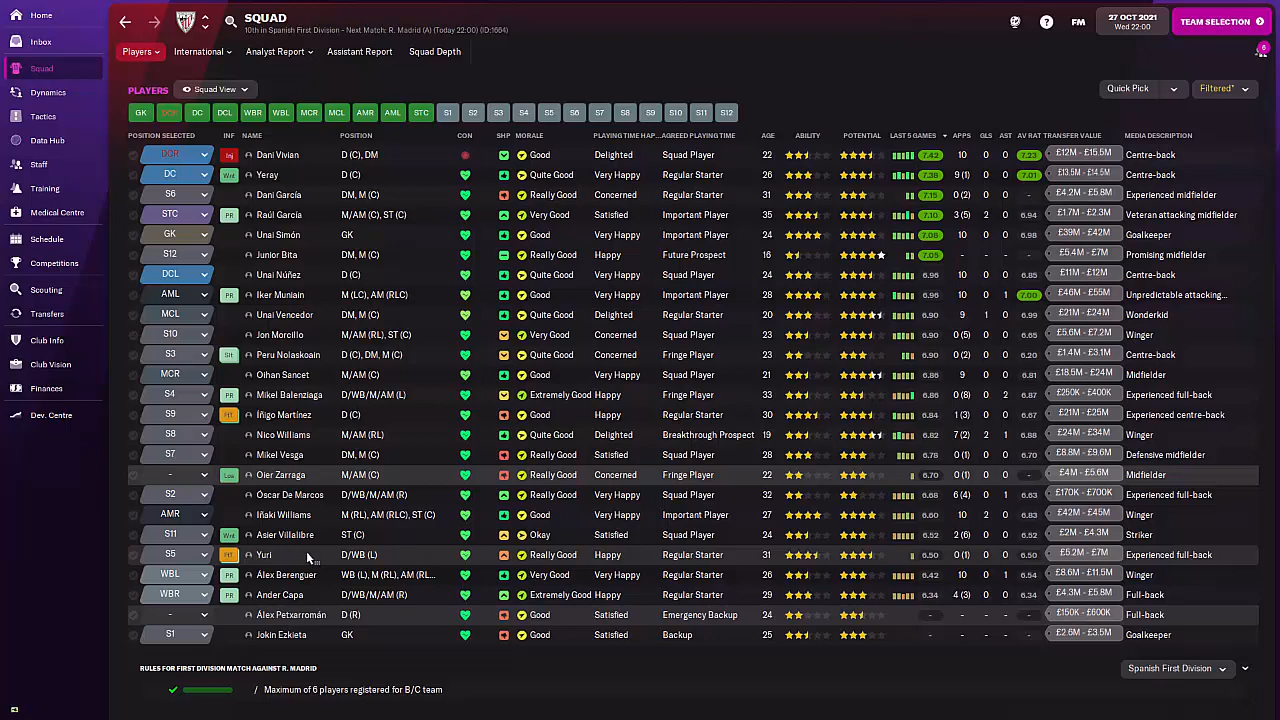 Home
Inbox
Squad
Dynamics
Tactics
Data Hub
Staff
Training
Medical Centre
Schedule
Competitions
Scouting
Transfers
Club Info
Club Vision
Finances
Dev. Centre
SQUAD
10th in Spanish First Division - Next Match: R. Madrid (A) (Today 22:00) (ID:1664)
FM
27 OCT 2021
Wed 22:00
TEAM SELECTION
6
Players International Analyst Report Assistant Report Squad Depth
PLAYERS Squad View Quick Pick Filtered*
GK DCR DC DCL WBR WBL MCR MCL AMR AML STC S1 S2 S3 S4 S5 S6 S7 S8 S9 S10 S11 S12
POSITION SELECTED INF NAME POSITION CON SHP MORALE PLAYING TIME HAP... AGREED PLAYING TIME AGE ABILITY POTENTIAL LAST 5 GAMES APPS GLS AST AV RAT TRANSFER VALUE MEDIA DESCRIPTION
DCR Inj Dani Vivian D (C), DM Good Delighted Squad Player 22 7.42 10 0 0 7.23 £12M - £15.5M Centre-back
DC Wnt Yeray D (C) Quite Good Very Happy Regular Starter 26 7.38 9 (1) 0 0 7.01 £13.5M - £14.5M Centre-back
S6 Dani García DM, M (C) Really Good Concerned Regular Starter 31 7.15 0 (2) 0 0 - £4.2M - £5.8M Experienced midfielder
STC PR Raúl García M/AM (C), ST (C) Very Good Satisfied Important Player 35 7.10 3 (5) 2 0 6.94 £1.7M - £2.3M Veteran attacking midfielder
GK Unai Simón GK Good Very Happy Important Player 24 7.08 10 0 0 6.98 £39M - £42M Goalkeeper
S12 Junior Bita DM, M (C) Really Good Happy Future Prospect 16 7.05 - - - - £5.4M - £7M Promising midfielder
DCL Unai Núñez D (C) Quite Good Very Happy Squad Player 24 6.96 10 0 0 6.85 £11M - £12M Centre-back
AML PR Iker Muniain M (LC), AM (RLC) Good Very Happy Important Player 28 6.96 10 0 1 7.00 £46M - £55M Unpredictable attacking...
MCL Unai Vencedor DM, M (C) Quite Good Delighted Regular Starter 20 6.96 9 1 0 6.99 £21M - £24M Wonderkid
S10 Jon Morcillo M/AM (RL), ST (C) Very Good Concerned Squad Player 23 6.90 0 (5) 0 0 6.65 £5.6M - £7.2M Winger
S3 Slt Peru Nolaskoain D (C), DM, M (C) Quite Good Concerned Fringe Player 23 6.90 0 (2) 0 0 6.20 £1.4M - £3.1M Centre-back
MCR Oihan Sancet M/AM (C) Good Very Happy Regular Starter 21 6.86 9 0 0 6.81 £18.5M - £24M Midfielder
S4 PR Mikel Balenziaga D/WB/M/AM (L) Extremely Good Happy Fringe Player 33 6.86 0 (8) 0 2 6.87 £250K - £400K Experienced full-back
S9 FiT Íñigo Martínez D (C) Good Happy Important Player 30 6.84 1 (3) 0 0 6.67 £21M - £25M Experienced centre-back
S8 Nico Williams M/AM (RL) Quite Good Delighted Breakthrough Prospect 19 6.82 7 (2) 2 1 6.88 £24M - £34M Winger
S7 Mikel Vesga DM, M (C) Really Good Satisfied Squad Player 28 6.78 0 (4) 0 0 6.78 £8.8M - £9.6M Defensive midfielder
- Loa Oier Zarraga M/AM (C) Really Good Concerned Fringe Player 22 6.70 0 (1) 0 0 - £4M - £5.6M Midfielder
S2 Óscar De Marcos D/WB/M/AM (R) Really Good Very Happy Squad Player 32 6.68 6 (4) 0 1 6.63 £170K - £700K Experienced full-back
AMR Iñaki Williams M (RL), AM (RLC), ST (C) Good Very Happy Important Player 27 6.60 10 2 0 6.83 £42M - £45M Winger
S11 Wnt Asier Villalibre ST (C) Okay Satisfied Squad Player 24 6.54 2 (6) 0 0 6.54 £2M - £4.3M Striker
S5 FiT Yuri D/WB (L) Really Good Happy Regular Starter 31 6.50 0 (1) 0 0 6.50 £5.2M - £7M Experienced full-back
WBL PR Álex Berenguer WB (L), M (RL), AM (RL... Very Good Happy Regular Starter 26 6.42 10 0 1 6.54 £8.6M - £11.5M Winger
WBR PR Ander Capa D/WB/M/AM (R) Extremely Good Happy Regular Starter 29 6.34 4 (3) 0 0 6.34 £4.3M - £5.8M Full-back
- Álex Petxarromán D (R) Good Satisfied Emergency Backup 24 - - - - - £150K - £600K Full-back
S1 Jokin Ezkieta GK Good Satisfied Backup 25 - - - - - £2.6M - £3.5M Goalkeeper
RULES FOR FIRST DIVISION MATCH AGAINST R. MADRID
Spanish First Division
/ Maximum of 6 players registered for B/C team